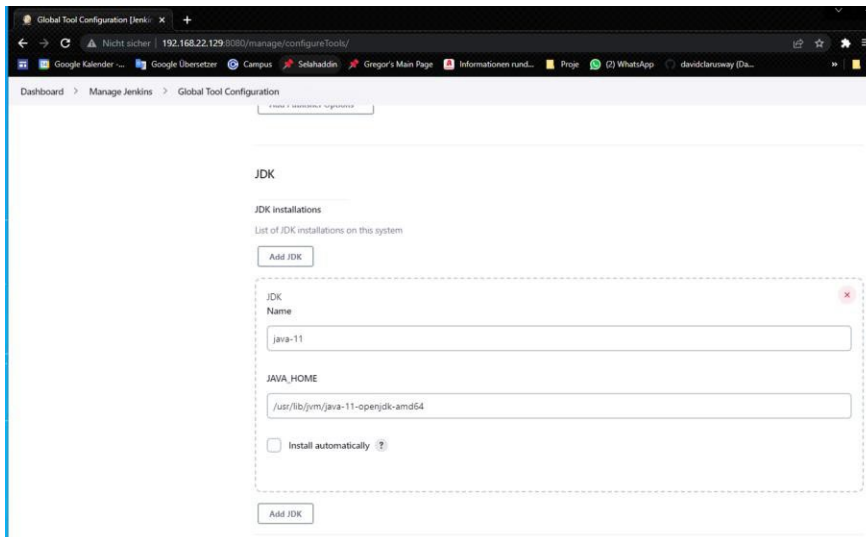 Global Tool Configuration [Jenkin
Nicht sicher | 192.168.22.129:8080/manage/configureTools/
Google Kalender -... Google Übersetzer Campus Selahaddin Gregor's Main Page Informationen rund... Proje (2) WhatsApp davidclarusway (Da... »
Dashboard > Manage Jenkins > Global Tool Configuration
Add Publisher Options
JDK
JDK installations
List of JDK installations on this system
Add JDK
JDK
Name
java-11
JAVA_HOME
/usr/lib/jvm/java-11-openjdk-amd64
Install automatically ?
Add JDK